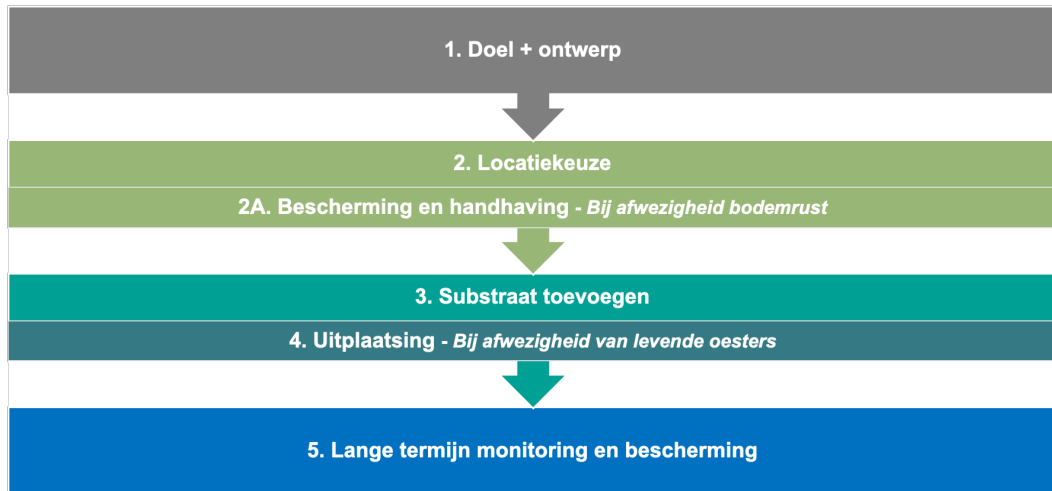 1. Doel + ontwerp
2. Locatiekeuze
2A. Bescherming en handhaving - Bij afwezigheid bodemrust
3. Substraat toevoegen
4. Uitplaatsing - Bij afwezigheid van levende oesters
5. Lange termijn monitoring en bescherming